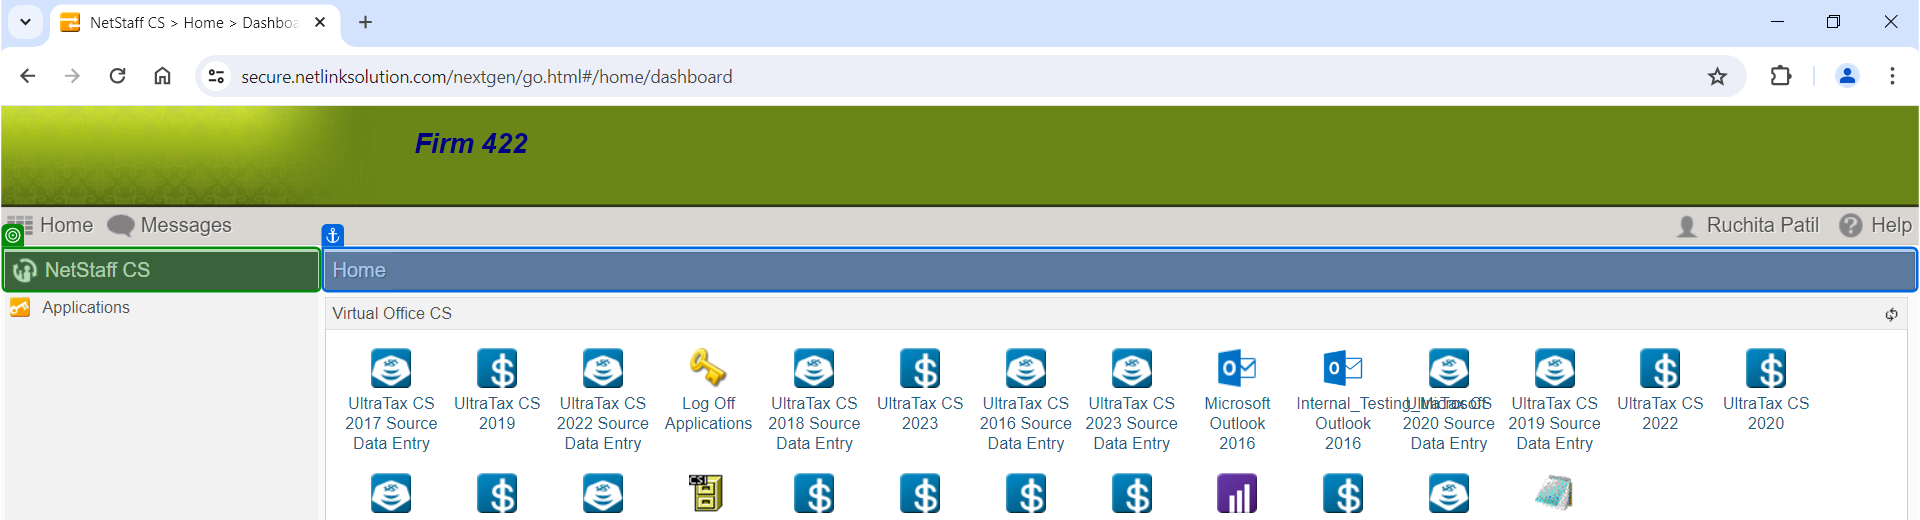 NetStaff CS > Home > Dashboa
secure.netlinksolution.com/nextgen/go.html#/home/dashboard
Firm 422
Home Messages Ruchita Patil Help
NetStaff CS Home
Applications
Virtual Office CS
UltraTax CS 2017 Source Data Entry
UltraTax CS 2019
UltraTax CS 2022 Source Data Entry
Log Off Applications
UltraTax CS 2018 Source Data Entry
UltraTax CS 2023
UltraTax CS 2016 Source Data Entry
UltraTax CS 2023 Source Data Entry
Microsoft Outlook 2016
Internal_Testing_Microsoft Outlook 2016
UltraTax CS 2020 Source Data Entry
UltraTax CS 2019 Source Data Entry
UltraTax CS 2022
UltraTax CS 2020
CSI